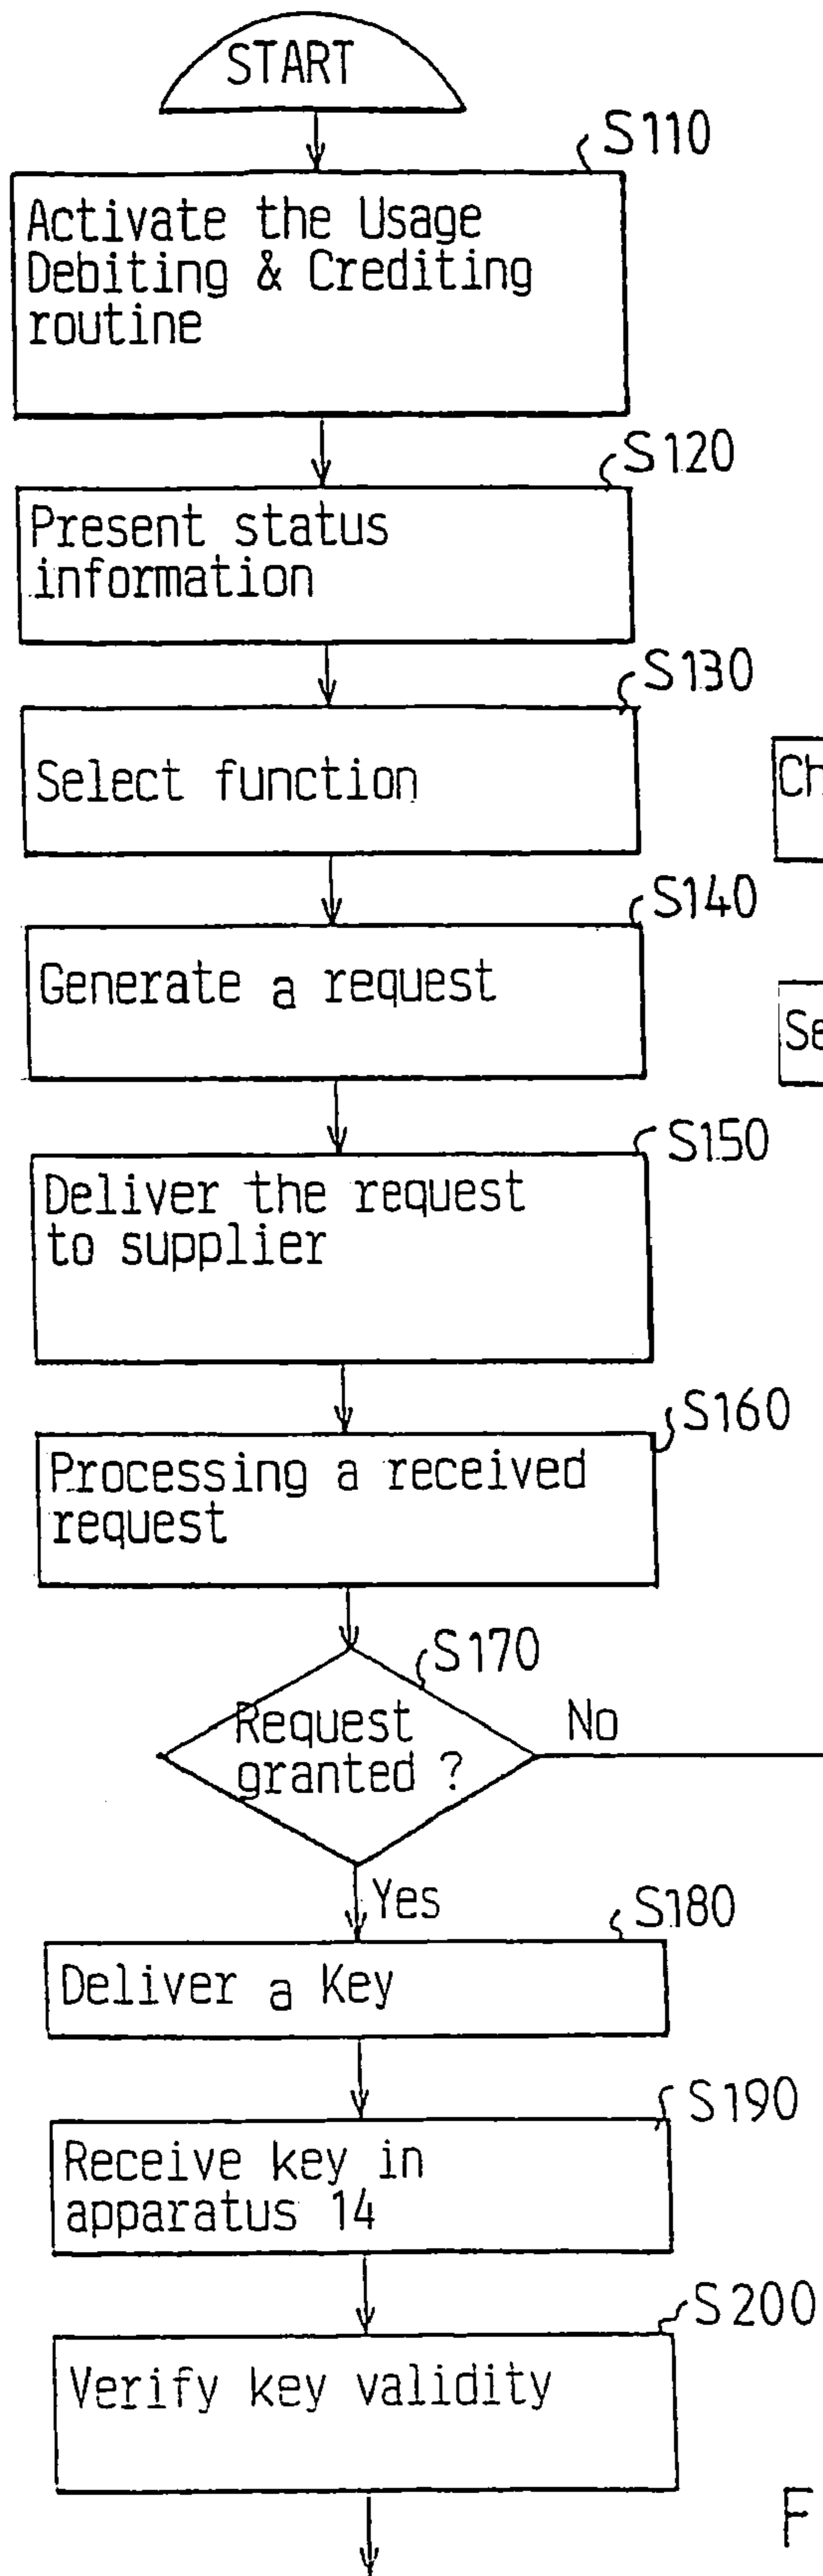 START
S110
Activate the Usage
Debiting & Crediting
routine
S120
Present status
information
S130
Select function
Ch
S140
Generate a request
Se
S150
Deliver the request
to supplier
S160
Processing a received
request
S170
Request
granted ?
No
Yes
S180
Deliver a Key
S190
Receive key in
apparatus 14
S200
Verify key validity
F